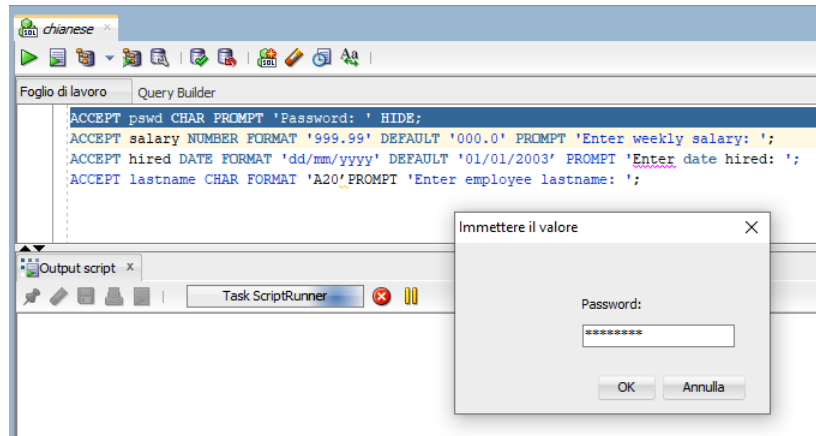 chianese
Foglio di lavoro Query Builder
ACCEPT pswd CHAR PROMPT 'Password: ' HIDE;
ACCEPT salary NUMBER FORMAT '999.99' DEFAULT '000.0' PROMPT 'Enter weekly salary: ';
ACCEPT hired DATE FORMAT 'dd/mm/yyyy' DEFAULT '01/01/2003' PROMPT 'Enter date hired: ';
ACCEPT lastname CHAR FORMAT 'A20' PROMPT 'Enter employee lastname: ';
Immettere il valore
Password:
********
OK Annulla
Output script x
Task ScriptRunner